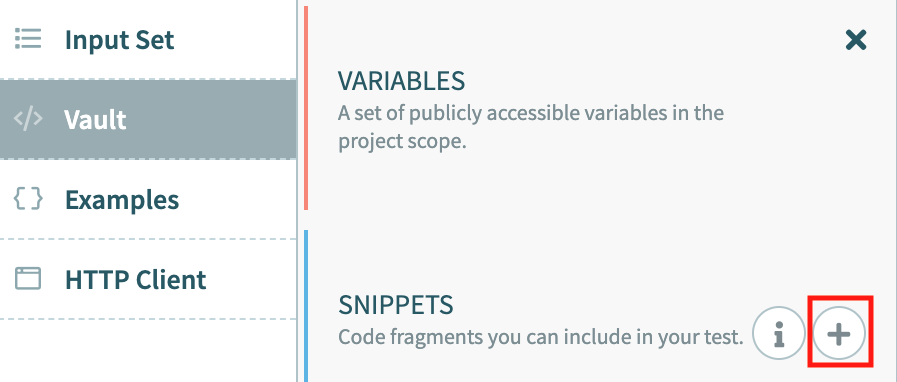 Input Set
Vault
Examples
HTTP Client
VARIABLES
A set of publicly accessible variables in the
project scope.
SNIPPETS
Code fragments you can include in your test.